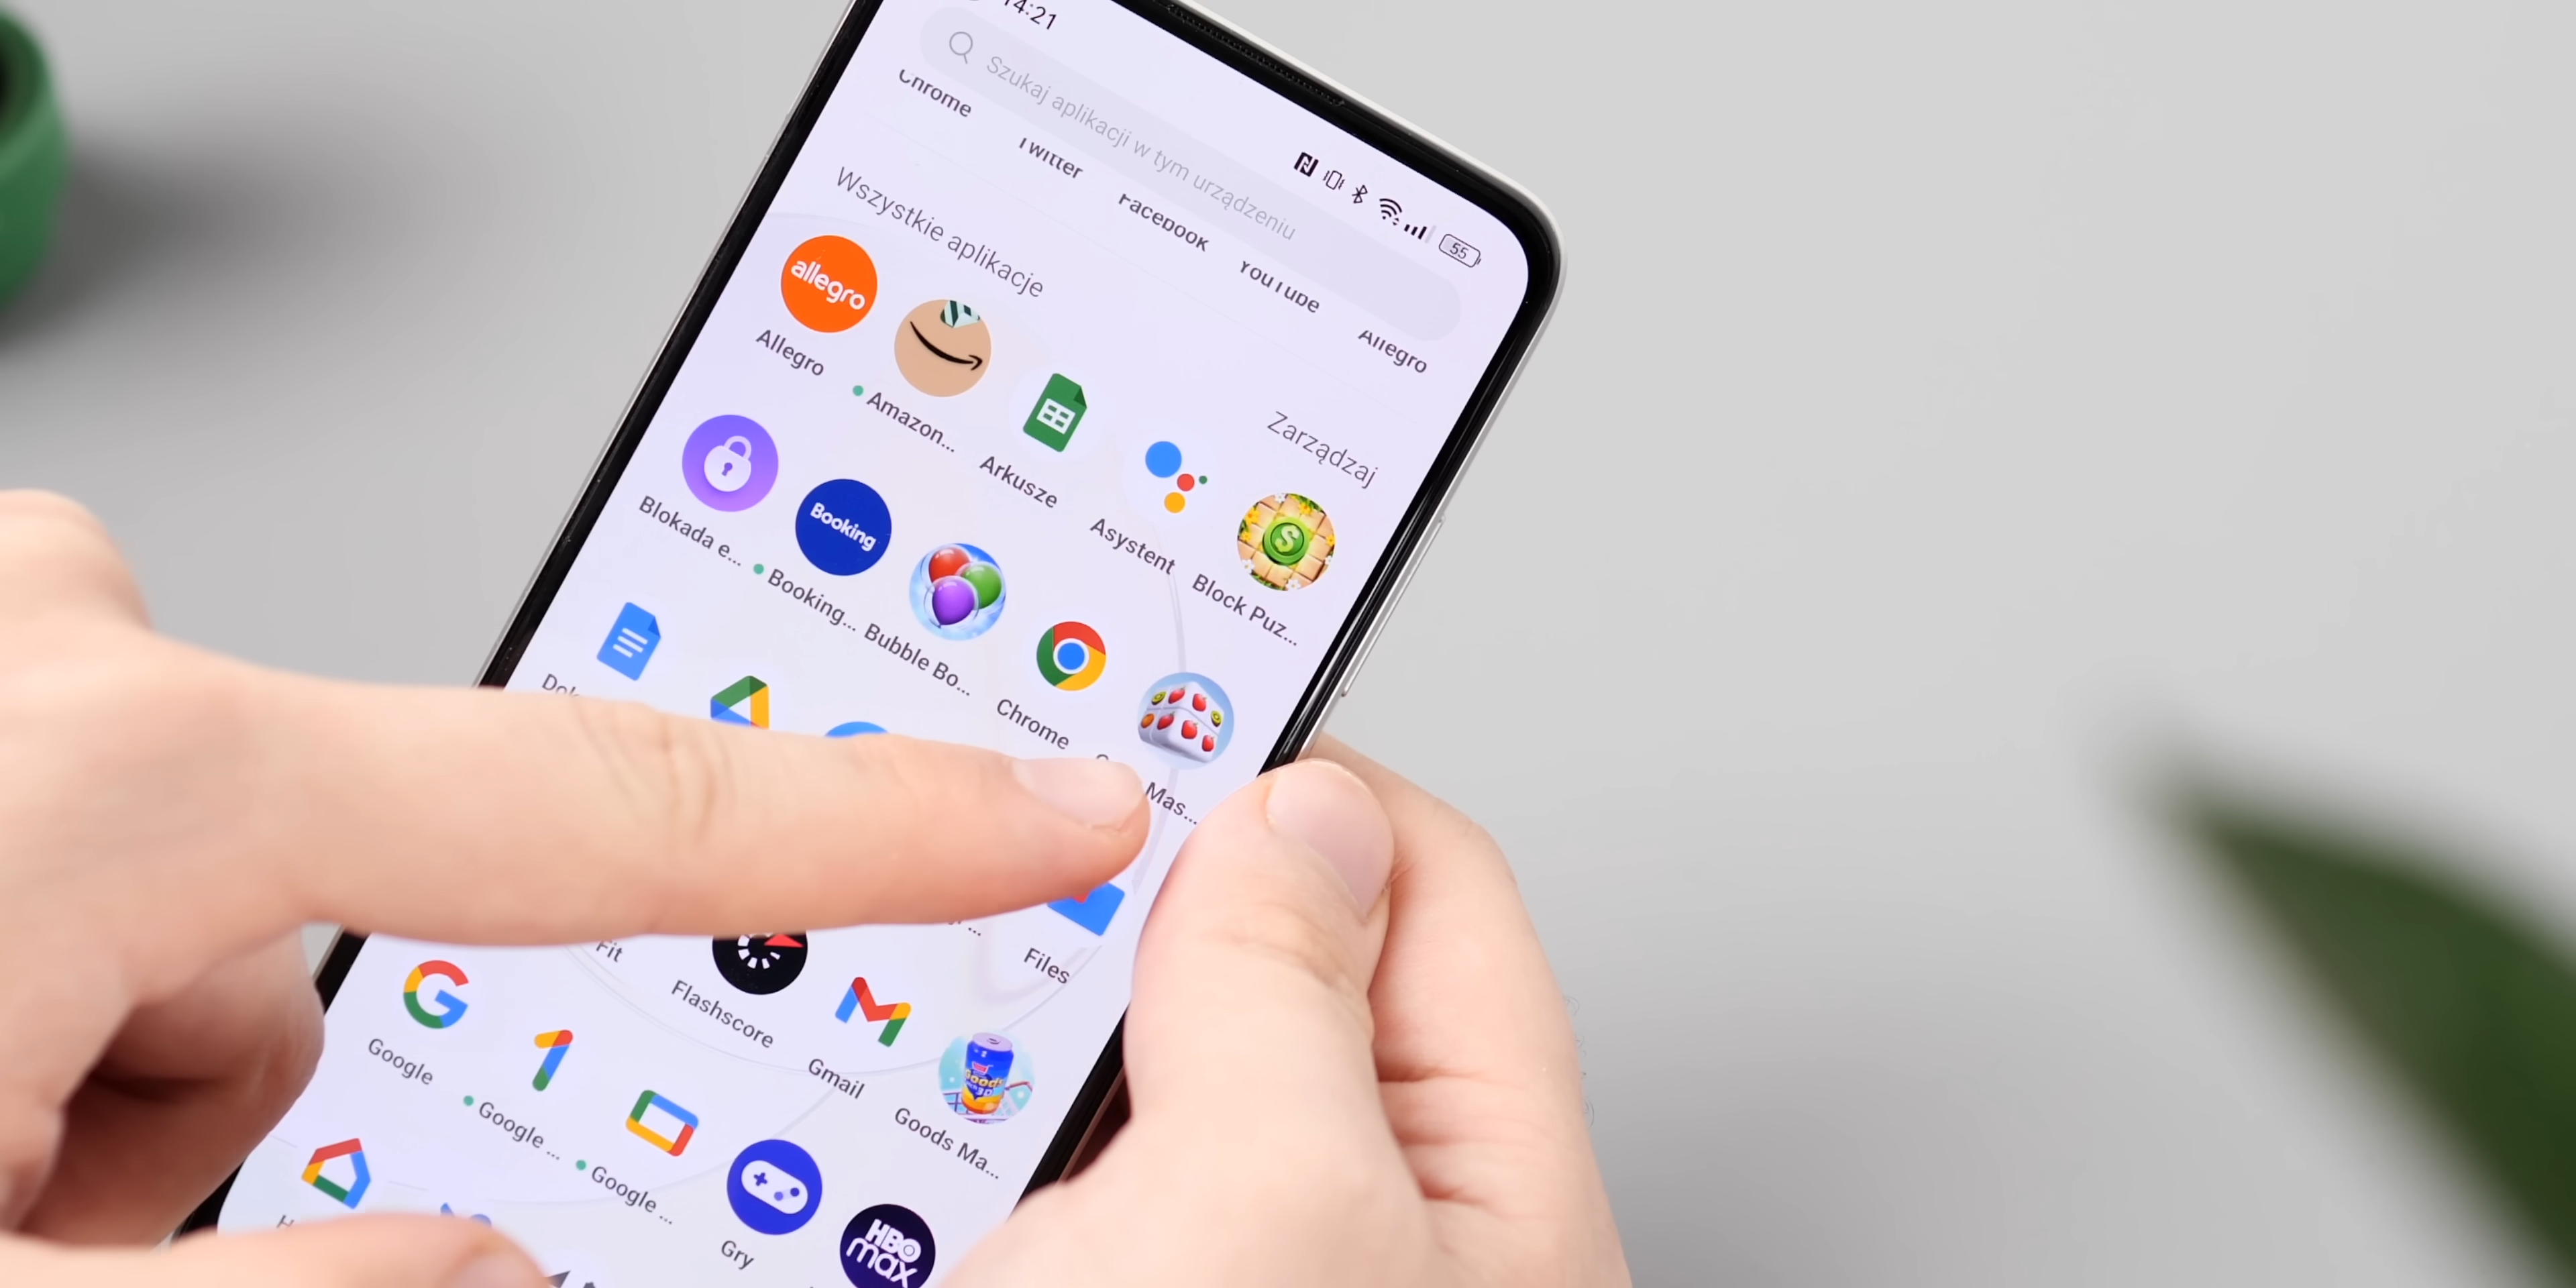 14:21
55
Szukaj aplikacji w tym urządzeniu
Chrome
Twitter
Facebook
YouTube
Allegro
Wszystkie aplikacje
Zarządzaj
allegro
Allegro
Amazon...
Arkusze
Asystent
$
Block Puz...
Blokada e...
Booking
Booking...
Bubble Bo...
Chrome
Mas...
Fit
Flashscore
Gmail
Files
Goods
Goods Ma...
Google
Google ...
Google ...
Gry
HBO
max